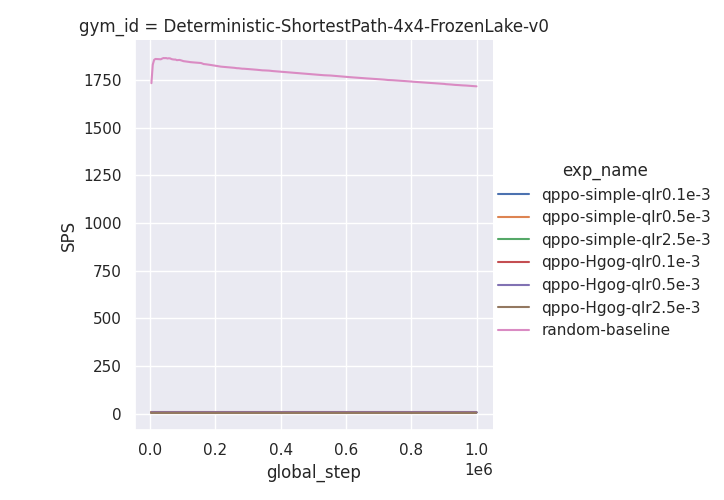 gym_id = Deterministic-ShortestPath-4x4-FrozenLake-v0
1750
1500
1250
1000
750
500
250
0
SPS
0.0 0.2 0.4 0.6 0.8 1.0
1e6
global_step
exp_name
qppo-simple-qlr0.1e-3
qppo-simple-qlr0.5e-3
qppo-simple-qlr2.5e-3
qppo-Hgog-qlr0.1e-3
qppo-Hgog-qlr0.5e-3
qppo-Hgog-qlr2.5e-3
random-baseline